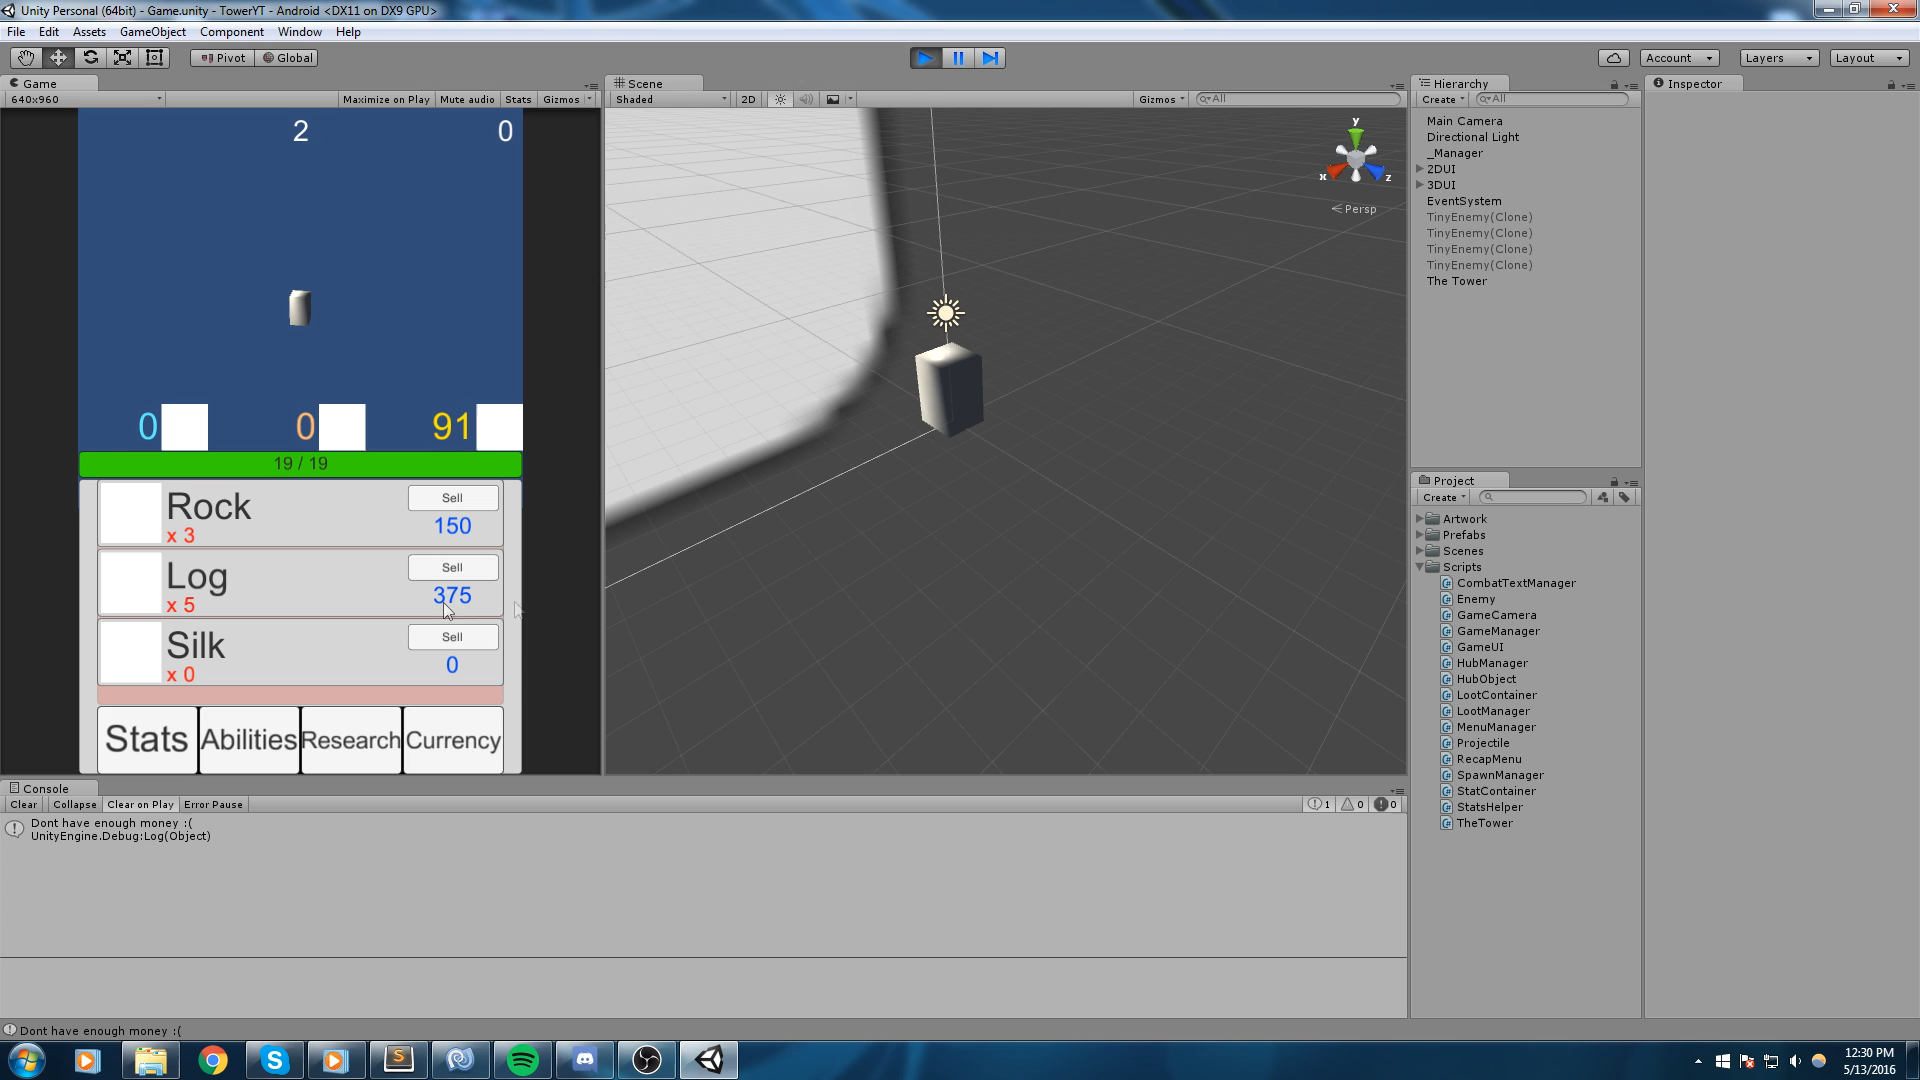 Unity Personal (64bit) - Game.unity - TowerYT - Android <DX11 on DX9 GPU>
File Edit Assets GameObject Component Window Help
Pivot Global Account Layers Layout
Game
640x960 Maximize on Play Mute audio Stats Gizmos
2 0
0 0 91
19 / 19
Rock Sell
x 3 150
Log Sell
x 5 375
Silk Sell
x 0 0
Stats Abilities Research Currency
Scene
Shaded 2D Gizmos All
y
x z
Persp
Hierarchy
Create All
Main Camera
Directional Light
_Manager
2DUI
3DUI
EventSystem
TinyEnemy(Clone)
TinyEnemy(Clone)
TinyEnemy(Clone)
TinyEnemy(Clone)
The Tower
Inspector
Project
Create
Artwork
Prefabs
Scenes
Scripts
CombatTextManager
Enemy
GameCamera
GameManager
GameUI
HubManager
HubObject
LootContainer
LootManager
MenuManager
Projectile
RecapMenu
SpawnManager
StatContainer
StatsHelper
TheTower
Console
Clear Collapse Clear on Play Error Pause 1 0 0
Dont have enough money :(
UnityEngine.Debug:Log(Object)
Dont have enough money :(
12:30 PM
5/13/2016